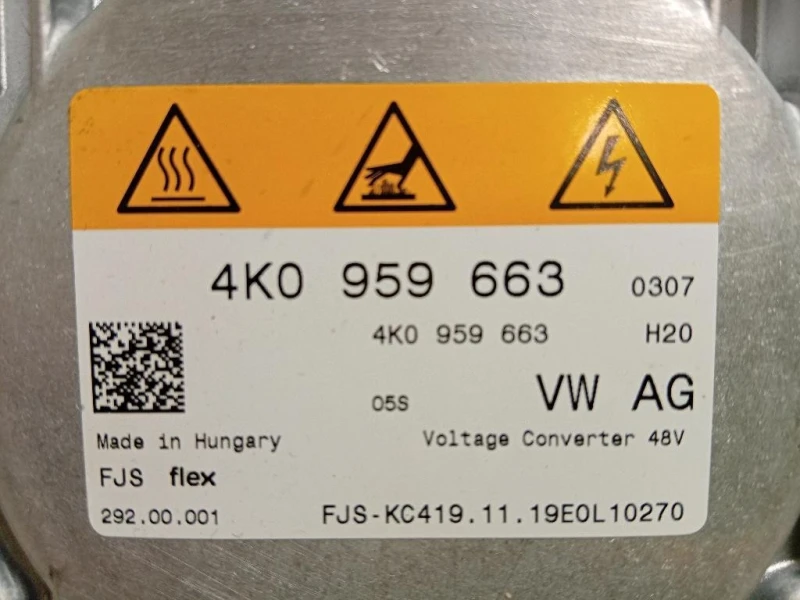 4K0 959 663 0307
4K0 959 663 H20
05S VW AG
Made in Hungary Voltage Converter 48V
FJS flex
292.00.001 FJS-KC419.11.19E0L10270